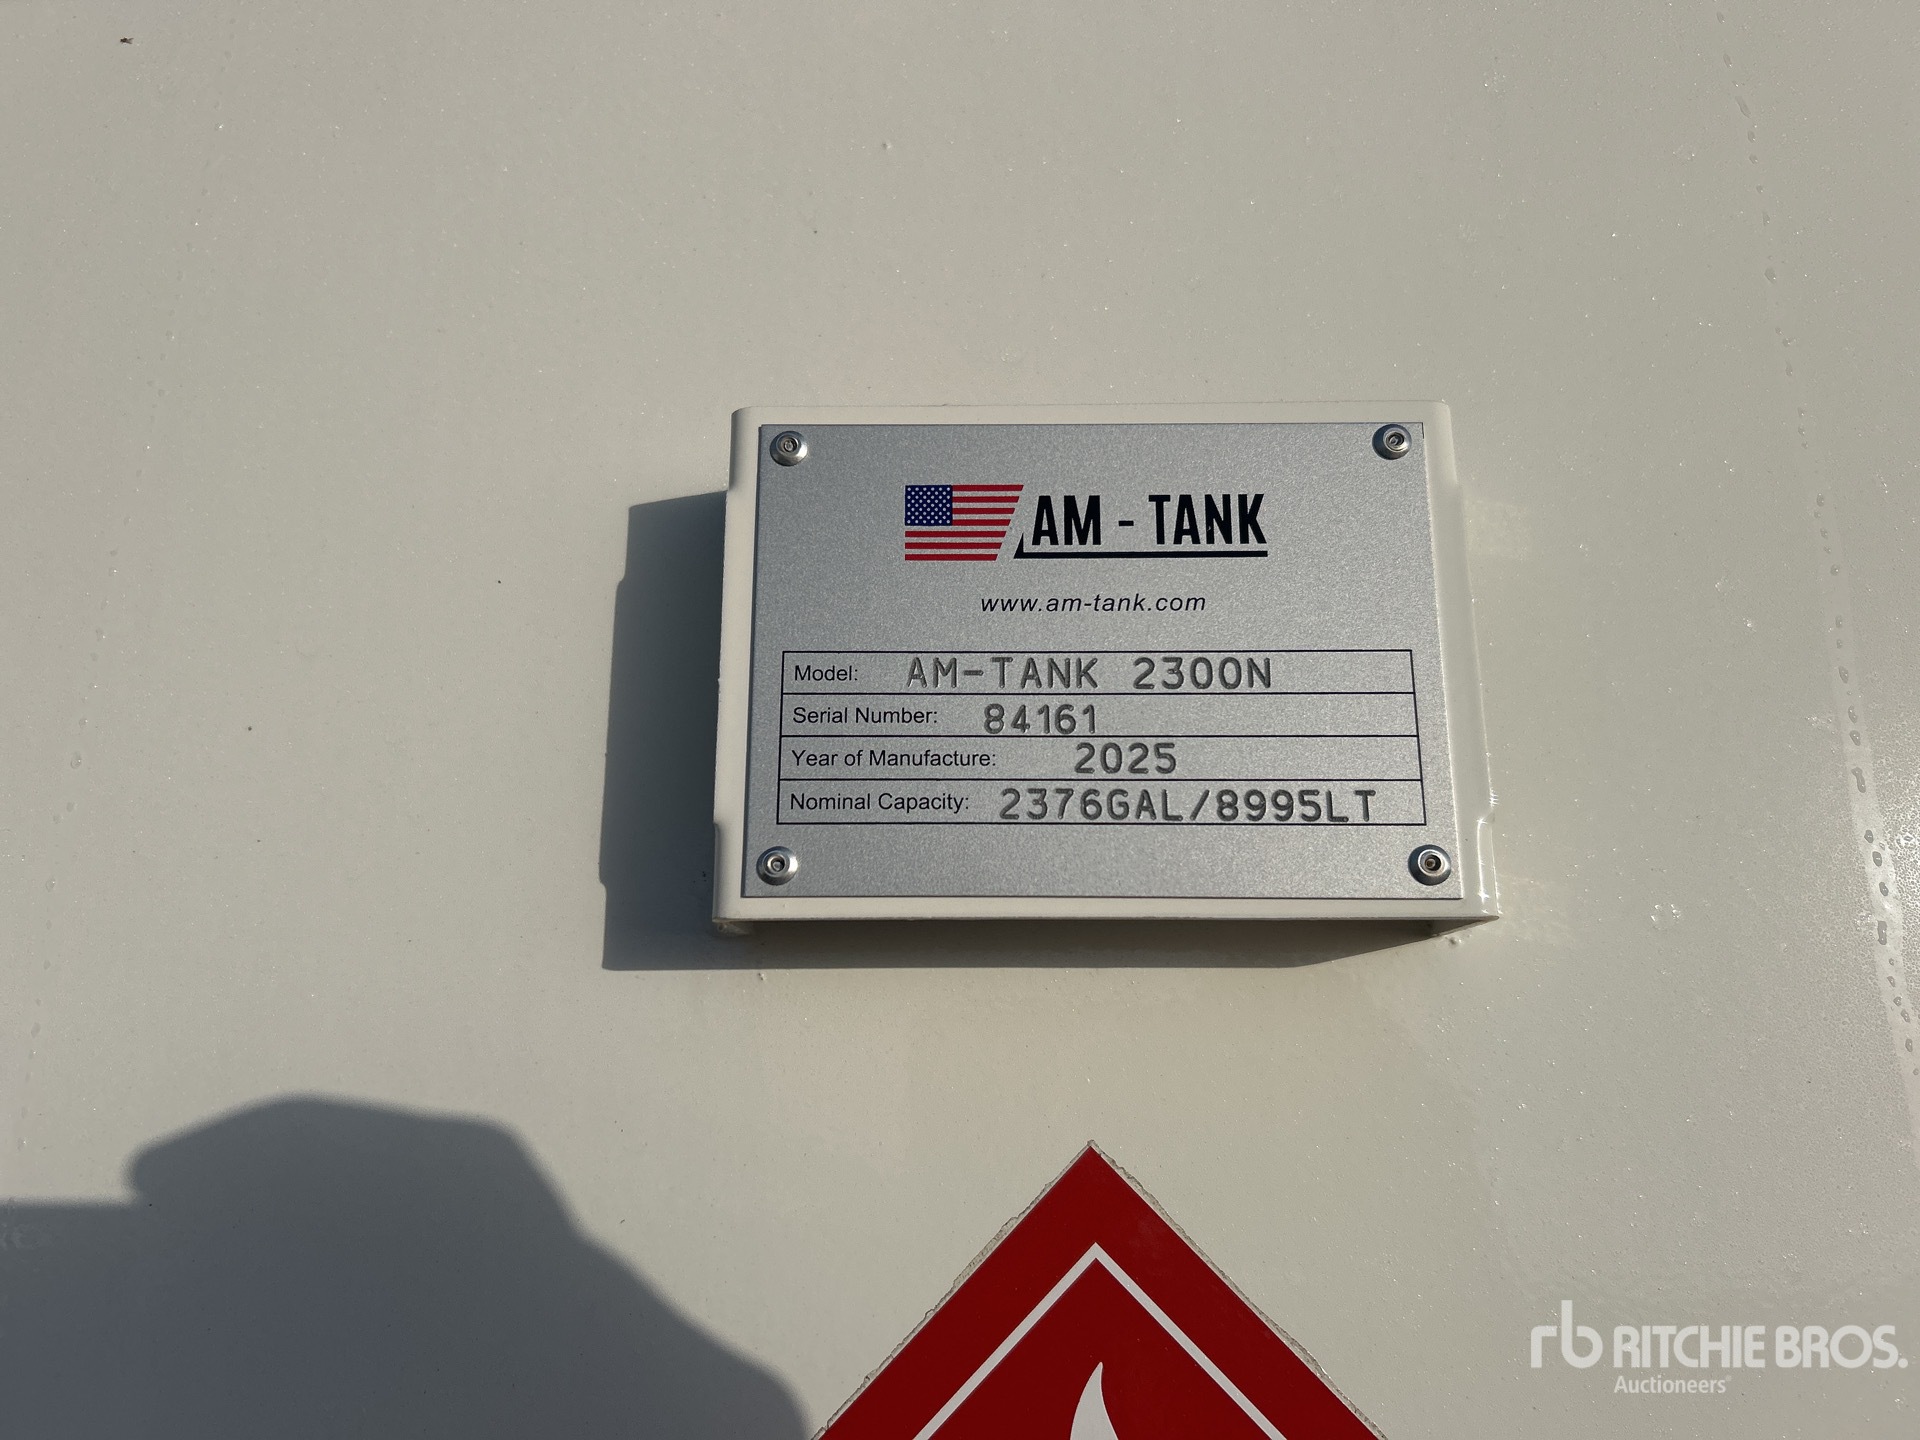 AM - TANK
www.am-tank.com
Model: AM-TANK 2300N
Serial Number: 84161
Year of Manufacture: 2025
Nominal Capacity: 2376GAL/8995LT
rb RITCHIE BROS.
Auctioneers